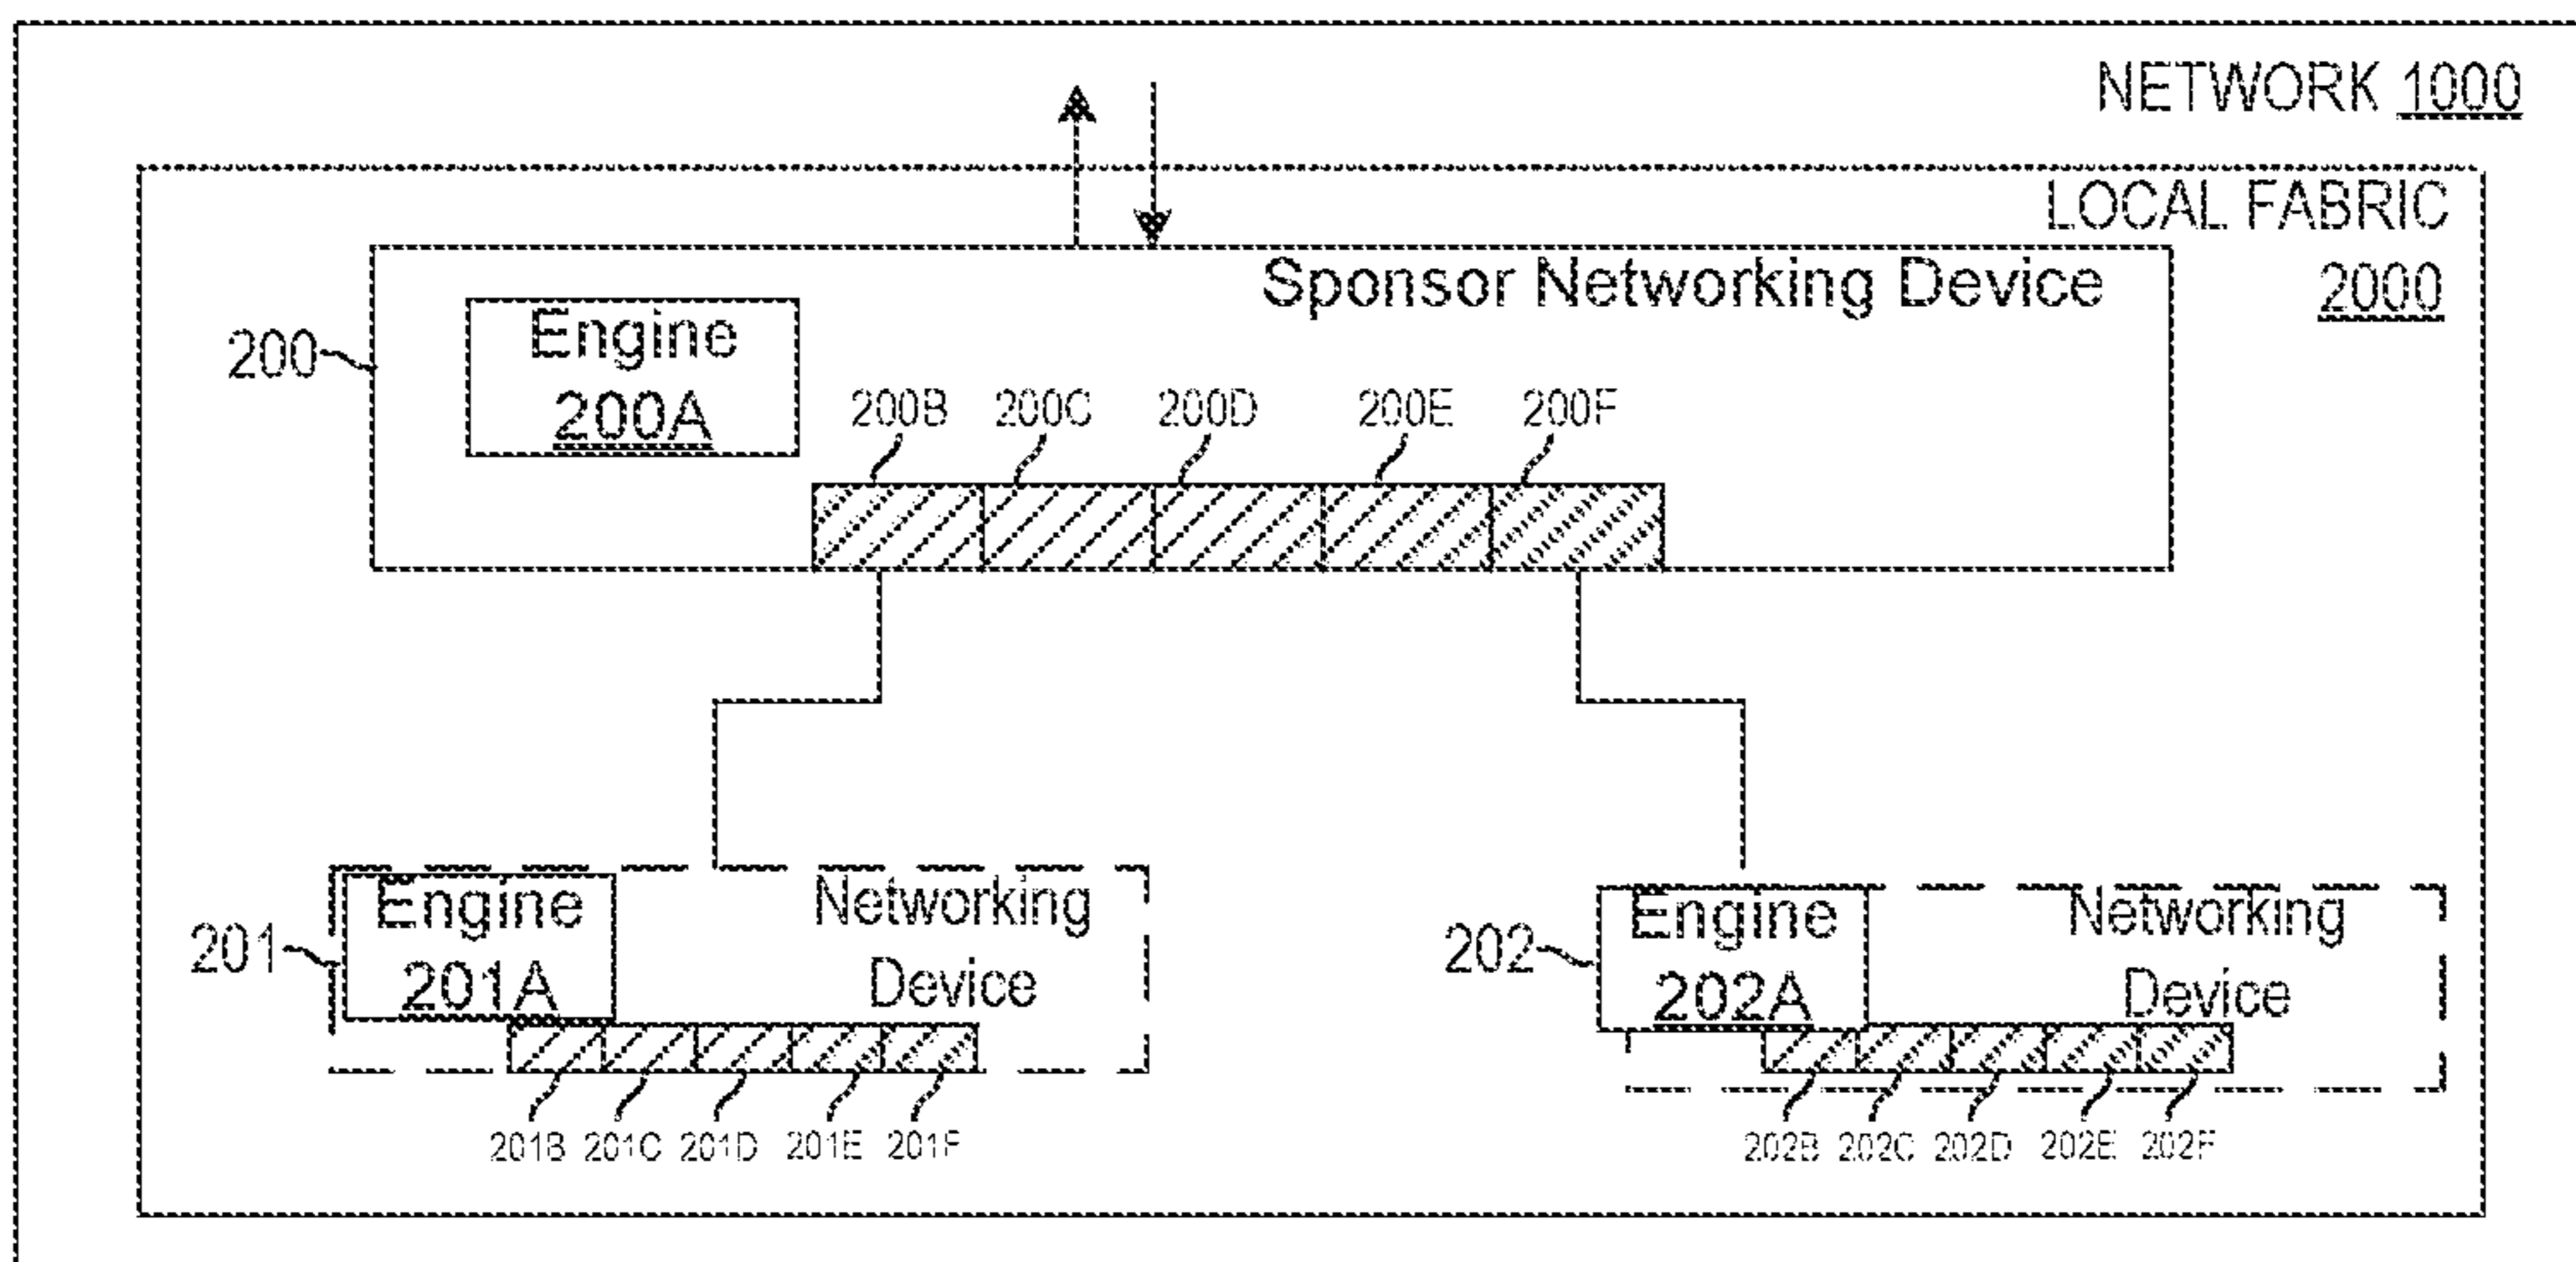 NETWORK 1000
LOCAL FABRIC
2000
Sponsor Networking Device
Engine
200A
200
200B 200C 200D 200E 200F
Engine
201A
Networking
Device
201
201B 201C 201D 201E 201F
Engine
202A
Networking
Device
202
202B 202C 202D 202E 202F